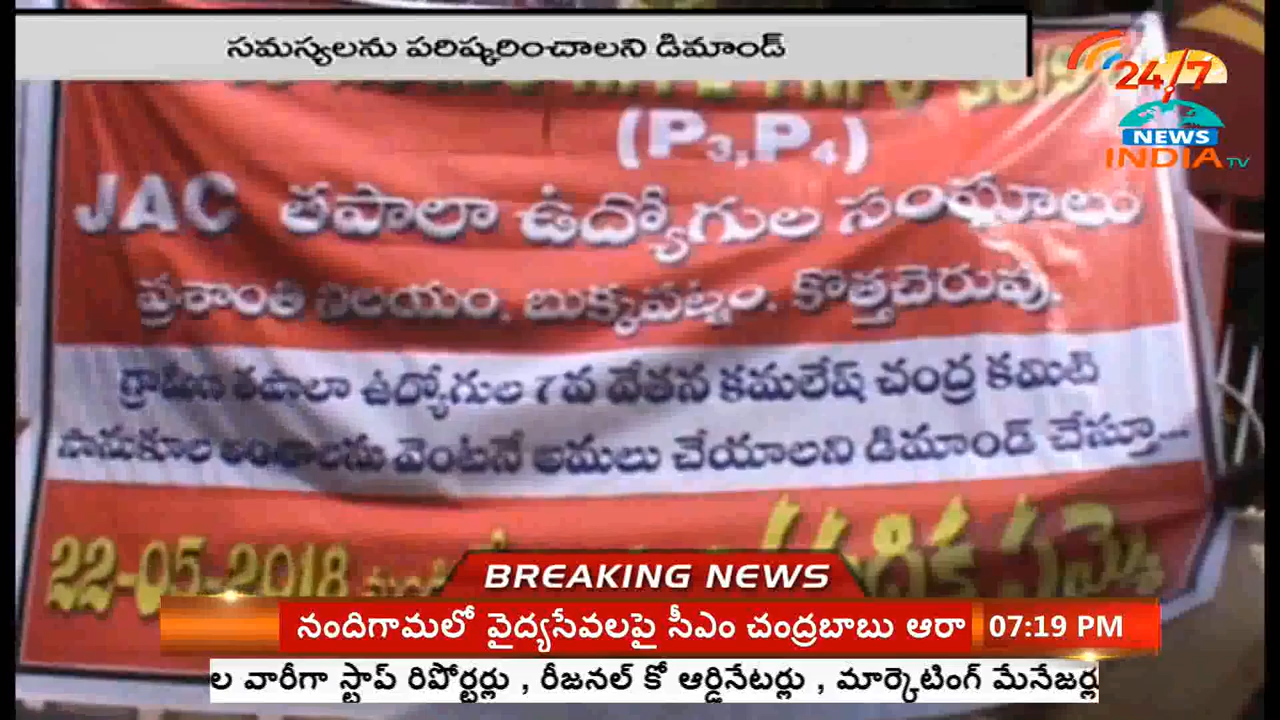 సమస్యలను పరిష్కరించాలని డిమాండ్
24/7
NEWS
INDIA TV
(P3,P4)
JAC తపాలా ఉద్యోగుల సంఘాలు
ప్రశాంతి నిలయం, బుక్కపట్నం, కొత్తచెరువు.
గ్రామీణ తపాలా ఉద్యోగుల 7వ వేతన కమలేష్ చంద్ర కమిటి
సానుకూల అంశాలను వెంటనే అమలు చేయాలని డిమాండ్ చేస్తూ...
22-05-2018 సమ్మె
BREAKING NEWS
నందిగామలో వైద్యసేవలపై సీఎం చంద్రబాబు ఆరా 07:19 PM
ల వారీగా స్టాప్ రిపోర్టర్లు , రీజనల్ కో ఆర్డినేటర్లు , మార్కెటింగ్ మేనేజర్లు